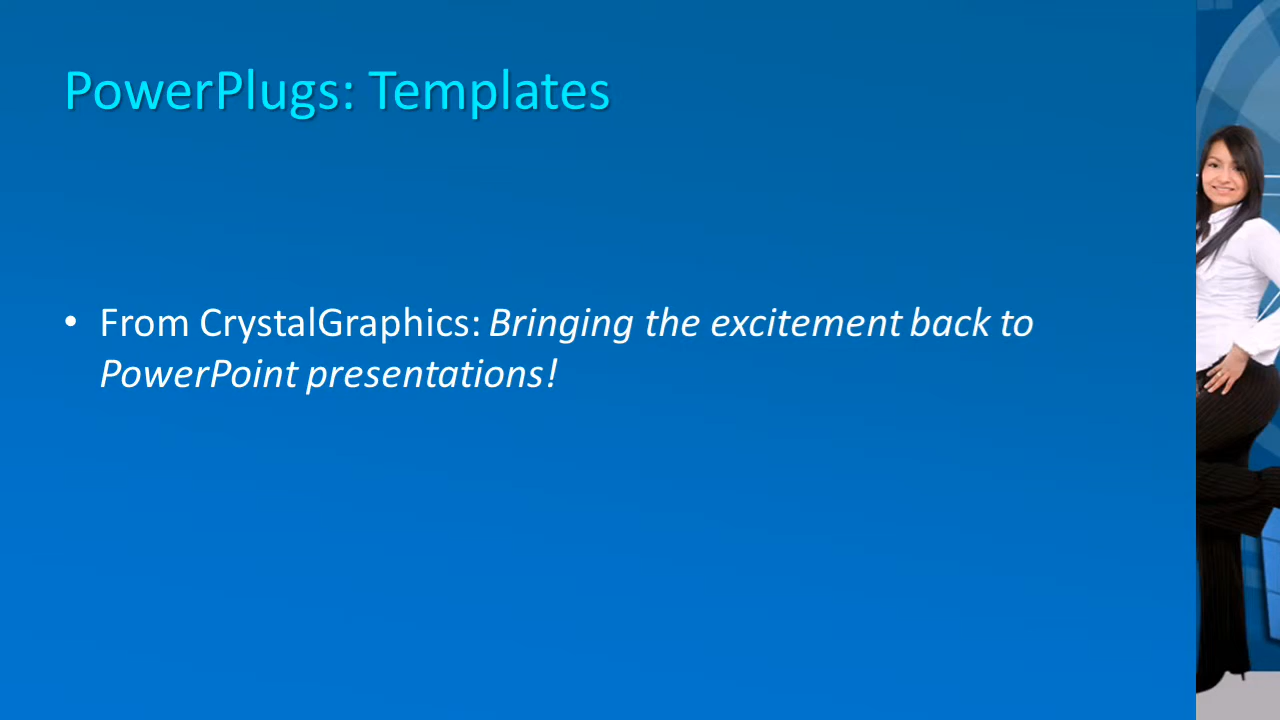 PowerPlugs: Templates
• From CrystalGraphics: Bringing the excitement back to
PowerPoint presentations!